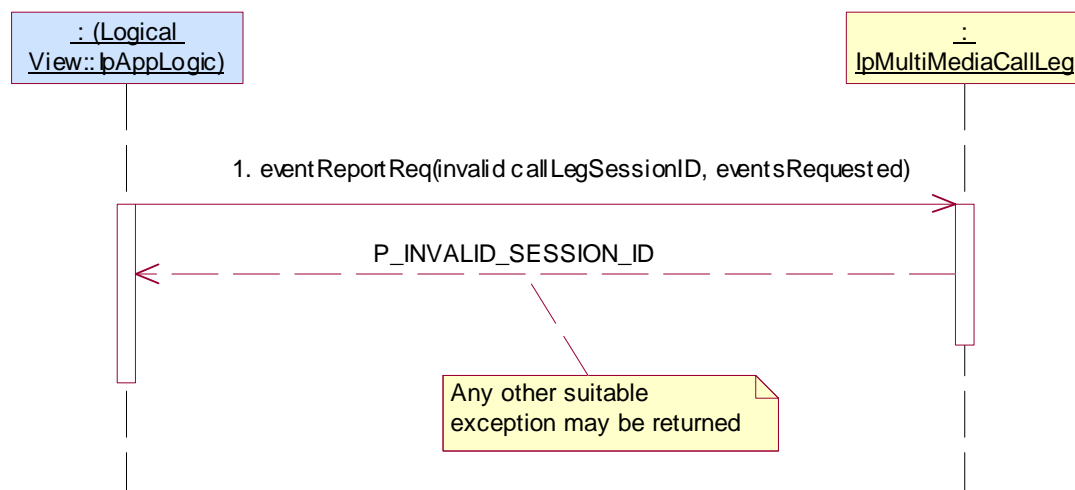 : (Logical
View::IpAppLogic)
:
IpMultiMediaCallLeg
1. eventReportReq(invalid callLegSessionID, eventsRequested)
P_INVALID_SESSION_ID
Any other suitable
exception may be returned